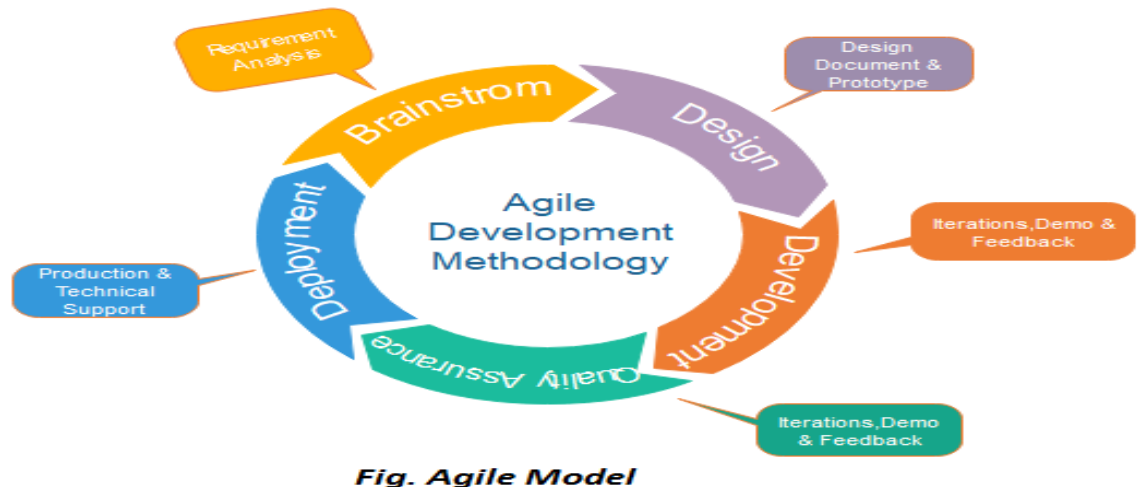 Requirement
Analysis
Brainstrom
Design
Document &
Prototype
Design
Agile
Development
Methodology
Iterations,Demo &
Feedback
Development
Deployment
Production &
Technical
Support
Quality Assurance
Iterations,Demo
& Feedback
Fig. Agile Model